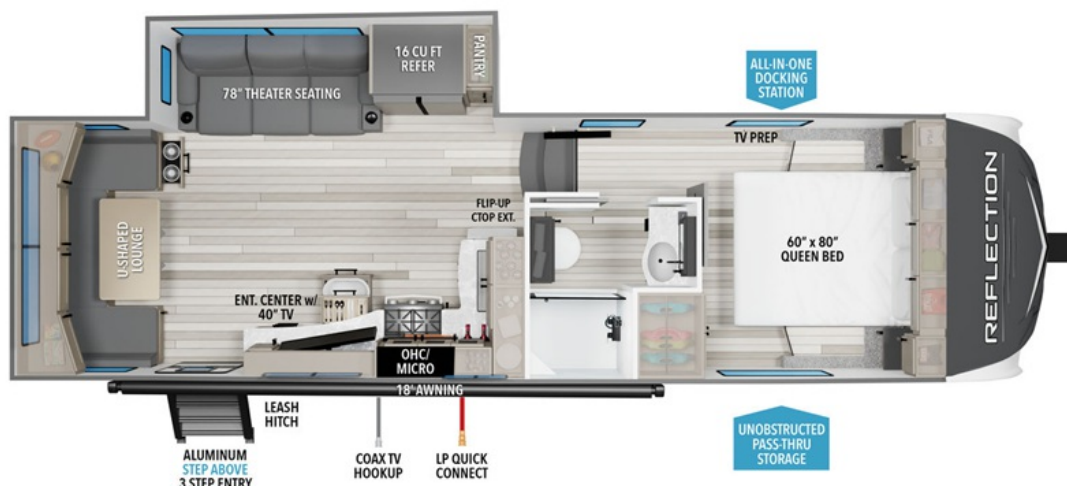 16 CU FT
REFER
PANTRY
78" THEATER SEATING
ALL-IN-ONE
DOCKING
STATION
TV PREP
U-SHAPED
LOUNGE
FLIP-UP
CTOP EXT.
60" x 80"
QUEEN BED
REFLECTION
ENT. CENTER w/
40" TV
OHC/
MICRO
18' AWNING
LEASH
HITCH
ALUMINUM
STEP ABOVE
3 STEP ENTRY
COAX TV
HOOKUP
LP QUICK
CONNECT
UNOBSTRUCTED
PASS-THRU
STORAGE